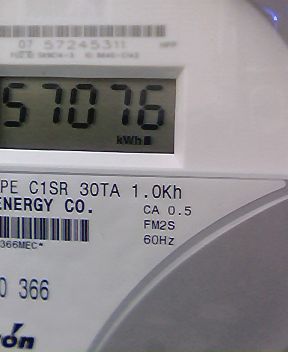 07 57245311
57076
kWh
PE C1SR 30TA 1.0Kh
ENERGY CO.
CA 0.5
366MEC*
FM2S
60Hz
0 366
rón